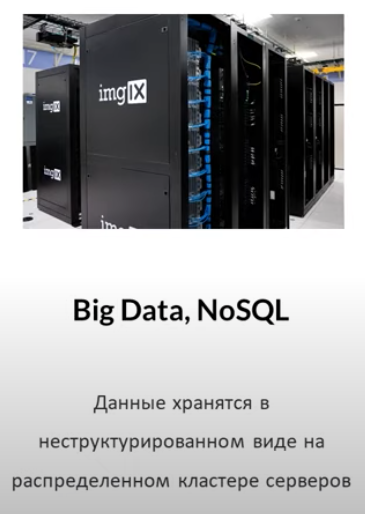 imgIX
imgIX
imgIX
Big Data, NoSQL
Данные хранятся в
неструктурированном виде на
распределенном кластере серверов